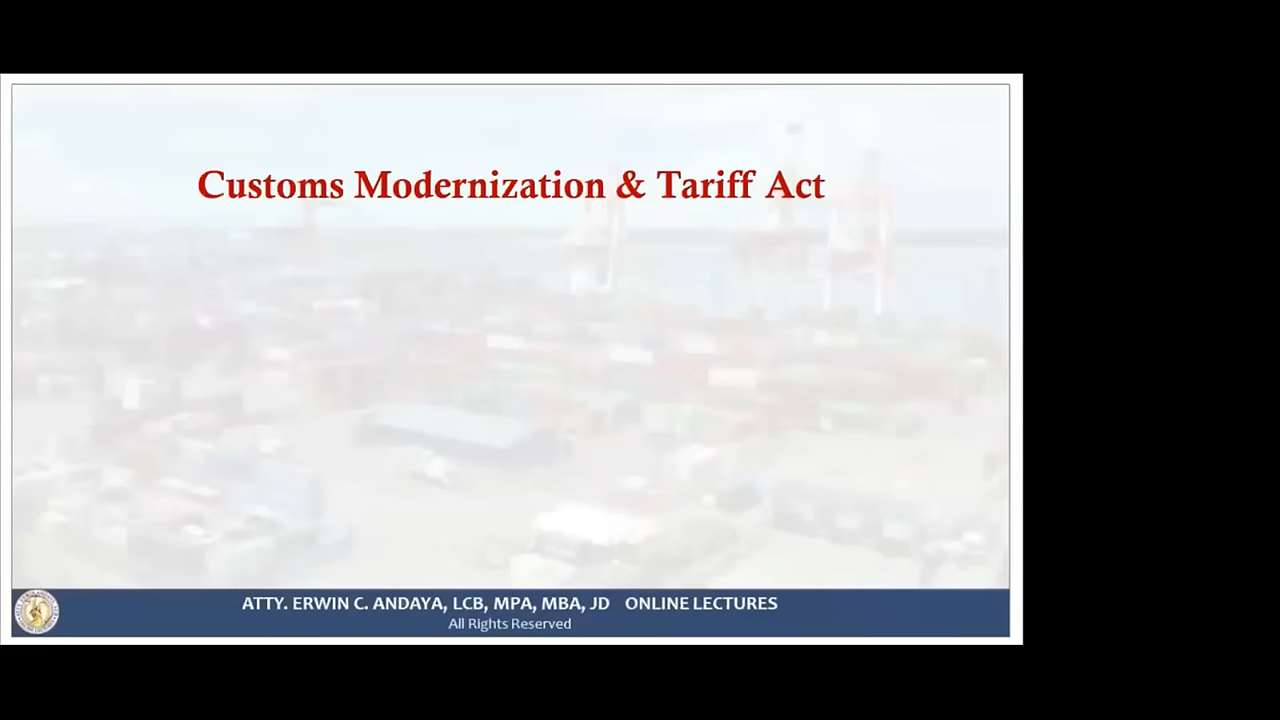 Customs Modernization & Tariff Act
ATTY. ERWIN C. ANDAYA, LCB, MPA, MBA, JD ONLINE LECTURES
All Rights Reserved